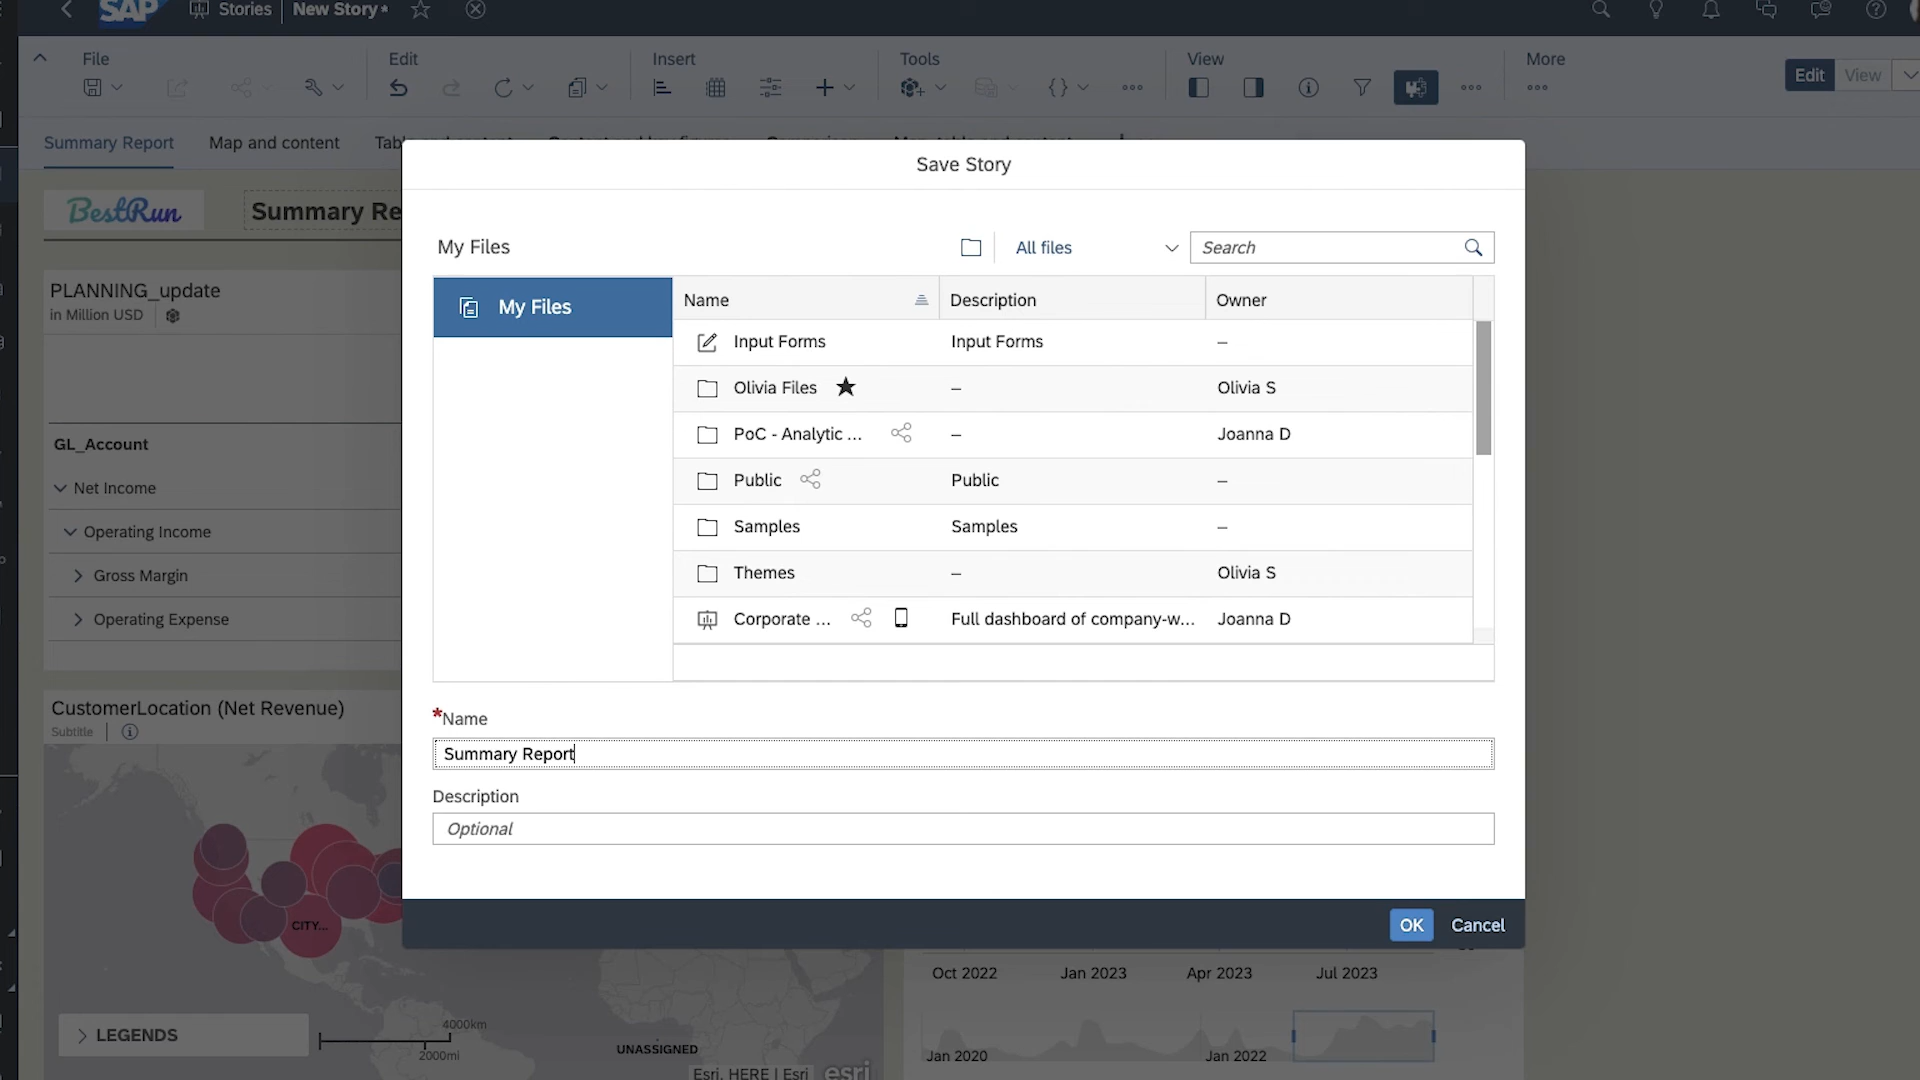 SAP Stories New Story*
File Edit Insert Tools View More
Edit View
Summary Report Map and content
BestRun Summary Re
PLANNING_update
in Million USD
GL_Account
Net Income
Operating Income
Gross Margin
Operating Expense
CustomerLocation (Net Revenue)
Subtitle
CITY...
LEGENDS
4000km
2000mi
UNASSIGNED
Esri, HERE | Esri esri
Save Story
My Files All files Search
My Files
Name Description Owner
Input Forms Input Forms –
Olivia Files – Olivia S
PoC - Analytic ... – Joanna D
Public Public –
Samples Samples –
Themes – Olivia S
Corporate ... Full dashboard of company-w... Joanna D
*Name
Summary Report
Description
Optional
OK Cancel
Oct 2022 Jan 2023 Apr 2023 Jul 2023
Jan 2020 Jan 2022